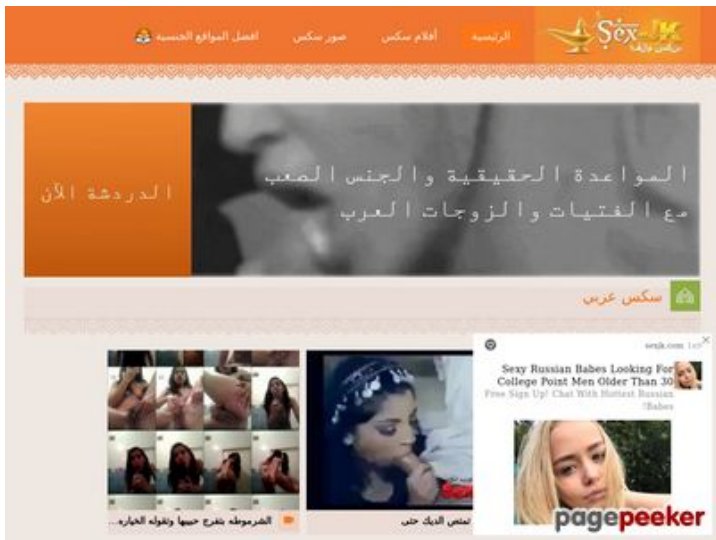 Sex-JK
الرئيسية
أفلام سكس
صور سكس
افضل المواقع الجنسية
المواعدة الحقيقية والجنس الصعب
مع الفتيات والزوجات العرب
الدردشة الآن
سكس عربي
sexjk.com
Sexy Russian Babes Looking For
College Point Men Older Than 30
Free Sign Up! Chat With Hottest Russian
!Babes
تمتص الديك حتى
الشرموطه بتفرج حبيبها وتقوله الخياره...
pagepeeker